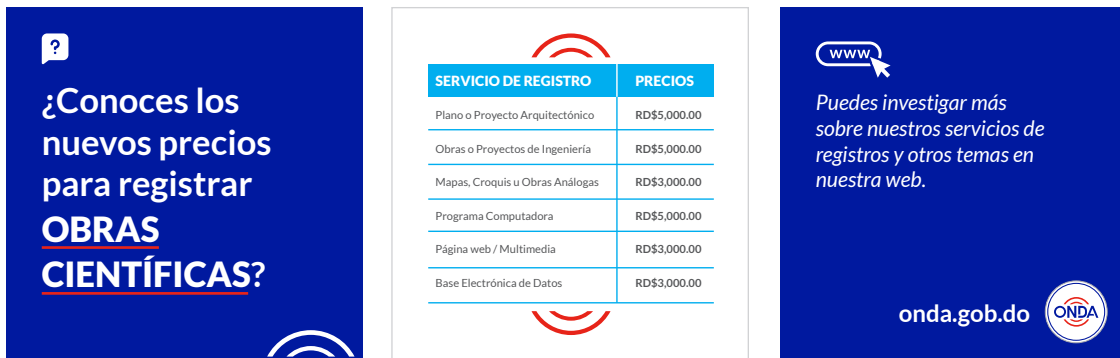 ?
¿Conoces los
nuevos precios
para registrar
OBRAS
CIENTÍFICAS?
SERVICIO DE REGISTRO PRECIOS
Plano o Proyecto Arquitectónico RD$5,000.00
Obras o Proyectos de Ingeniería RD$5,000.00
Mapas, Croquis u Obras Análogas RD$3,000.00
Programa Computadora RD$5,000.00
Página web / Multimedia RD$3,000.00
Base Electrónica de Datos RD$3,000.00
www
Puedes investigar más
sobre nuestros servicios de
registros y otros temas en
nuestra web.
onda.gob.do ONDA